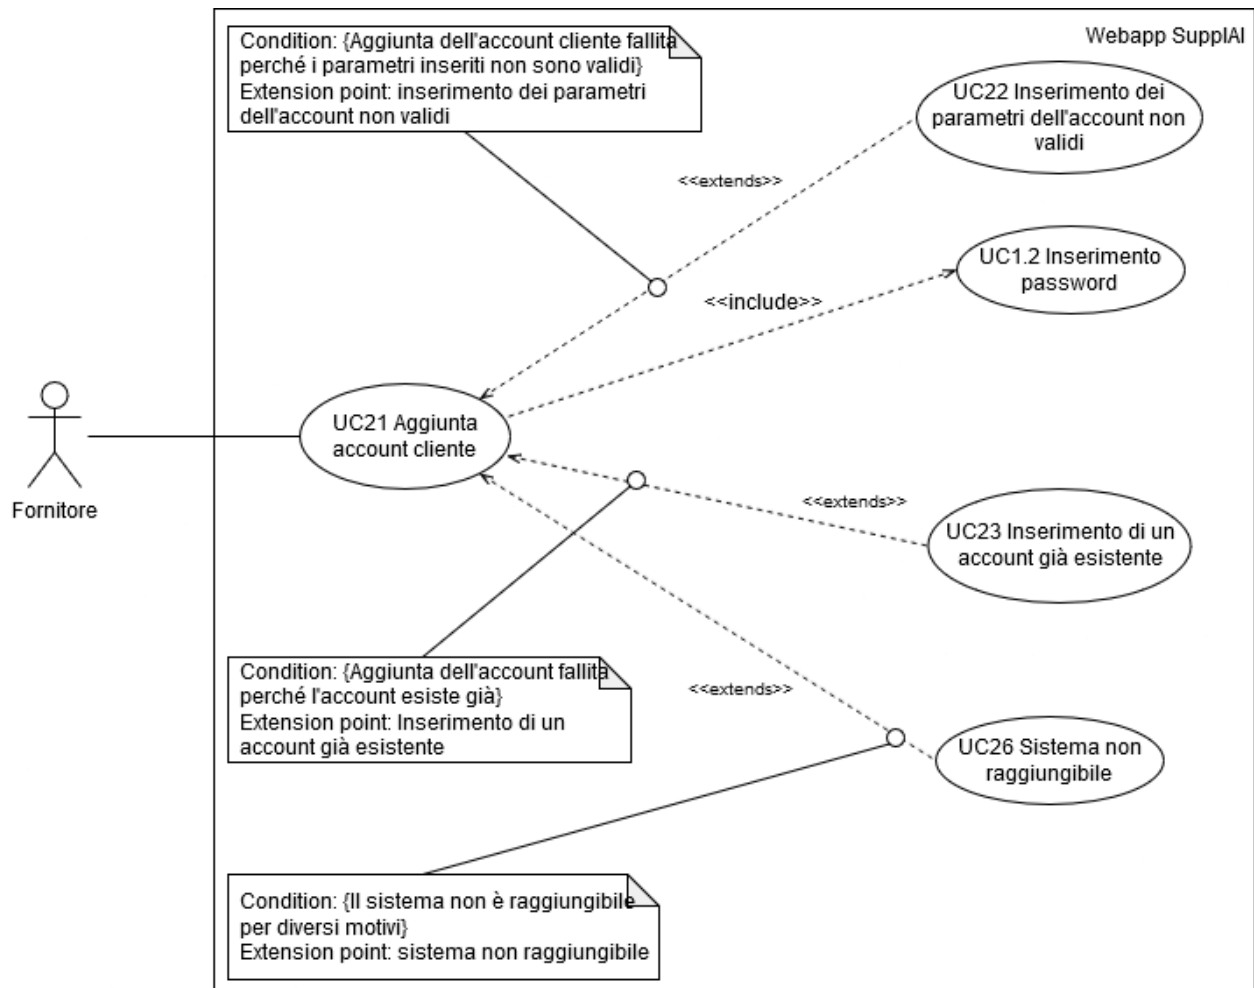 Condition: {Aggiunta dell'account cliente fallita
perché i parametri inseriti non sono validi}
Extension point: inserimento dei parametri
dell'account non validi
Webapp SupplAI
UC22 Inserimento dei
parametri dell'account non
validi
<<extends>>
UC1.2 Inserimento
password
<<include>>
UC21 Aggiunta
account cliente
Fornitore
<<extends>>
UC23 Inserimento di un
account già esistente
Condition: {Aggiunta dell'account fallita
perché l'account esiste già}
Extension point: Inserimento di un
account già esistente
<<extends>>
UC26 Sistema non
raggiungibile
Condition: {Il sistema non è raggiungibile
per diversi motivi}
Extension point: sistema non raggiungibile